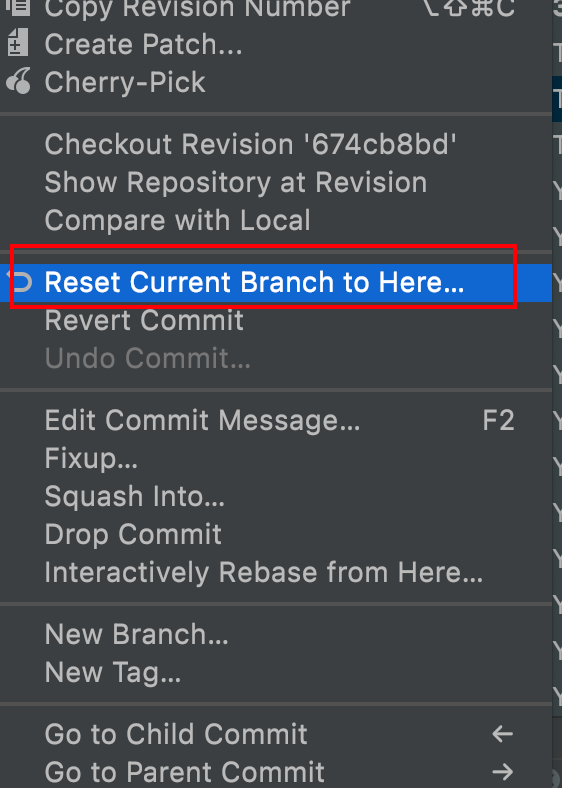 Copy Revision Number ⌥⇧⌘C
Create Patch...
Cherry-Pick
Checkout Revision '674cb8bd'
Show Repository at Revision
Compare with Local
Reset Current Branch to Here...
Revert Commit
Undo Commit...
Edit Commit Message... F2
Fixup...
Squash Into...
Drop Commit
Interactively Rebase from Here...
New Branch...
New Tag...
Go to Child Commit ←
Go to Parent Commit →